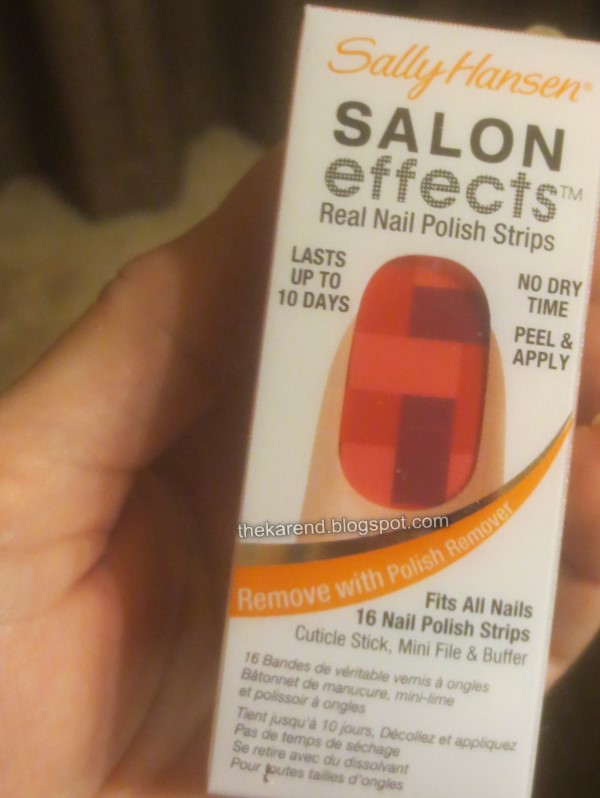 Sally Hansen®
SALON
effects™
Real Nail Polish Strips
LASTS
UP TO
10 DAYS
NO DRY
TIME
PEEL &
APPLY
thekarend.blogspot.com
Remove with Polish Remover
Fits All Nails
16 Nail Polish Strips
Cuticle Stick, Mini File & Buffer
16 Bandes de véritable vernis à ongles
Bâtonnet de manucure, mini-lime
et polissoir à ongles
Tient jusqu'à 10 jours, Décollez et appliquez
Pas de temps de séchage
Se retire avec du dissolvant
Pour toutes tailles d'ongles